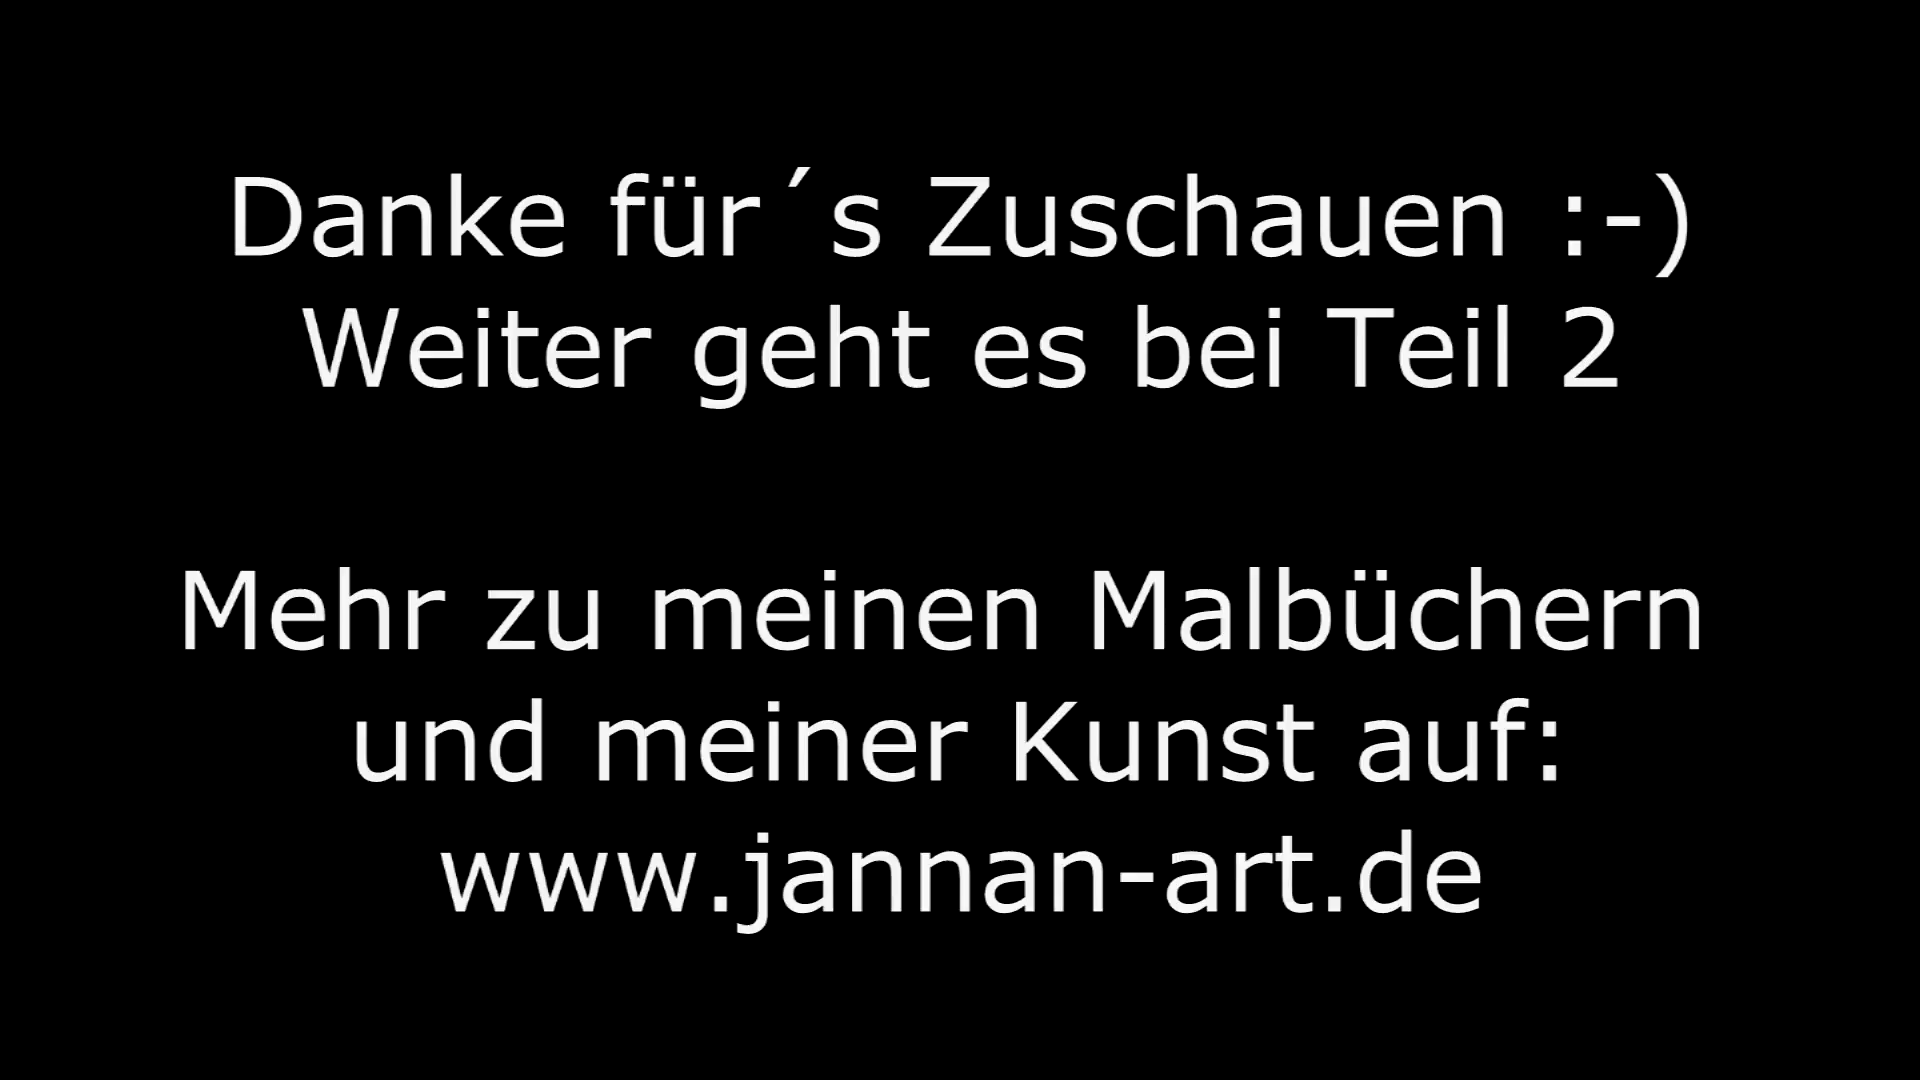 Danke für´s Zuschauen :-)
Weiter geht es bei Teil 2
Mehr zu meinen Malbüchern
und meiner Kunst auf:
www.jannan-art.de